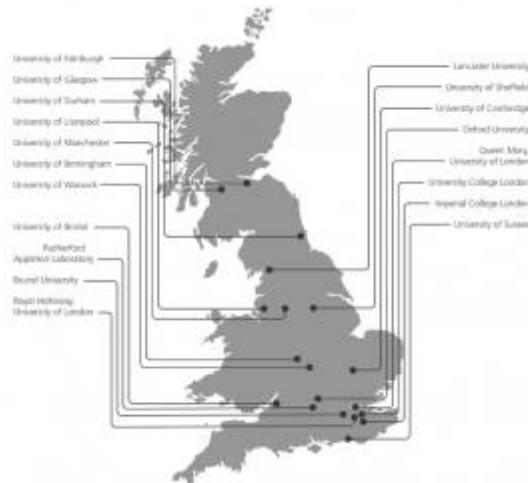 University of Edinburgh
University of Glasgow
University of Durham
University of Liverpool
University of Manchester
University of Birmingham
University of Warwick
University of Bristol
Rutherford
Appleton Laboratory
Brunel University
Royal Holloway,
University of London
Lancaster University
University of Sheffield
University of Cambridge
Oxford University
Queen Mary,
University of London
University College London
Imperial College London
University of Sussex